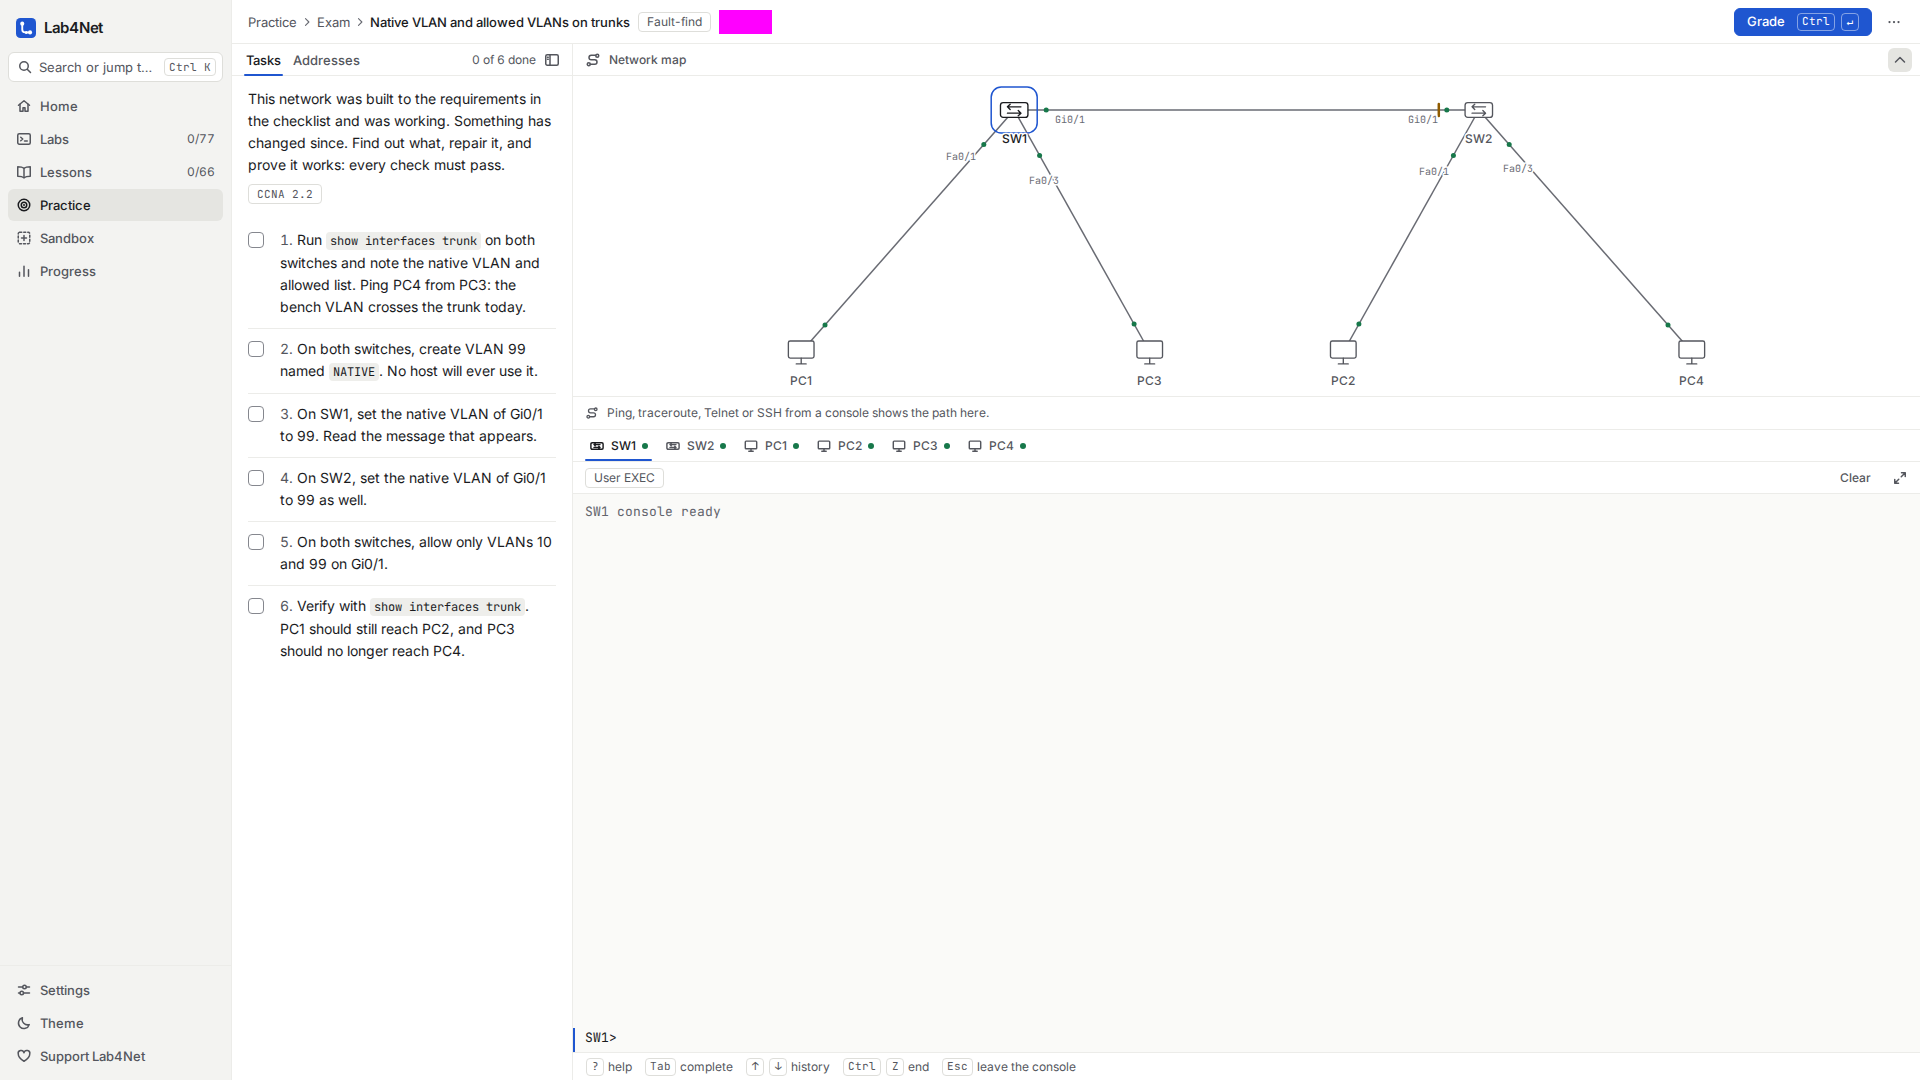 Lab4Net
Search or jump t... Ctrl K
Home
Labs 0/77
Lessons 0/66
Practice
Sandbox
Progress
Settings
Theme
Support Lab4Net
Practice > Exam > Native VLAN and allowed VLANs on trunks Fault-find
Grade Ctrl ↵
Tasks Addresses 0 of 6 done
This network was built to the requirements in
the checklist and was working. Something has
changed since. Find out what, repair it, and
prove it works: every check must pass.
CCNA 2.2
1. Run show interfaces trunk on both
switches and note the native VLAN and
allowed list. Ping PC4 from PC3: the
bench VLAN crosses the trunk today.
2. On both switches, create VLAN 99
named NATIVE. No host will ever use it.
3. On SW1, set the native VLAN of Gi0/1
to 99. Read the message that appears.
4. On SW2, set the native VLAN of Gi0/1
to 99 as well.
5. On both switches, allow only VLANs 10
and 99 on Gi0/1.
6. Verify with show interfaces trunk.
PC1 should still reach PC2, and PC3
should no longer reach PC4.
Network map
Gi0/1 Gi0/1
SW1 SW2
Fa0/1 Fa0/3 Fa0/1 Fa0/3
PC1 PC3 PC2 PC4
Ping, traceroute, Telnet or SSH from a console shows the path here.
SW1 SW2 PC1 PC2 PC3 PC4
User EXEC Clear
SW1 console ready
SW1>
? help Tab complete ↑ ↓ history Ctrl Z end Esc leave the console